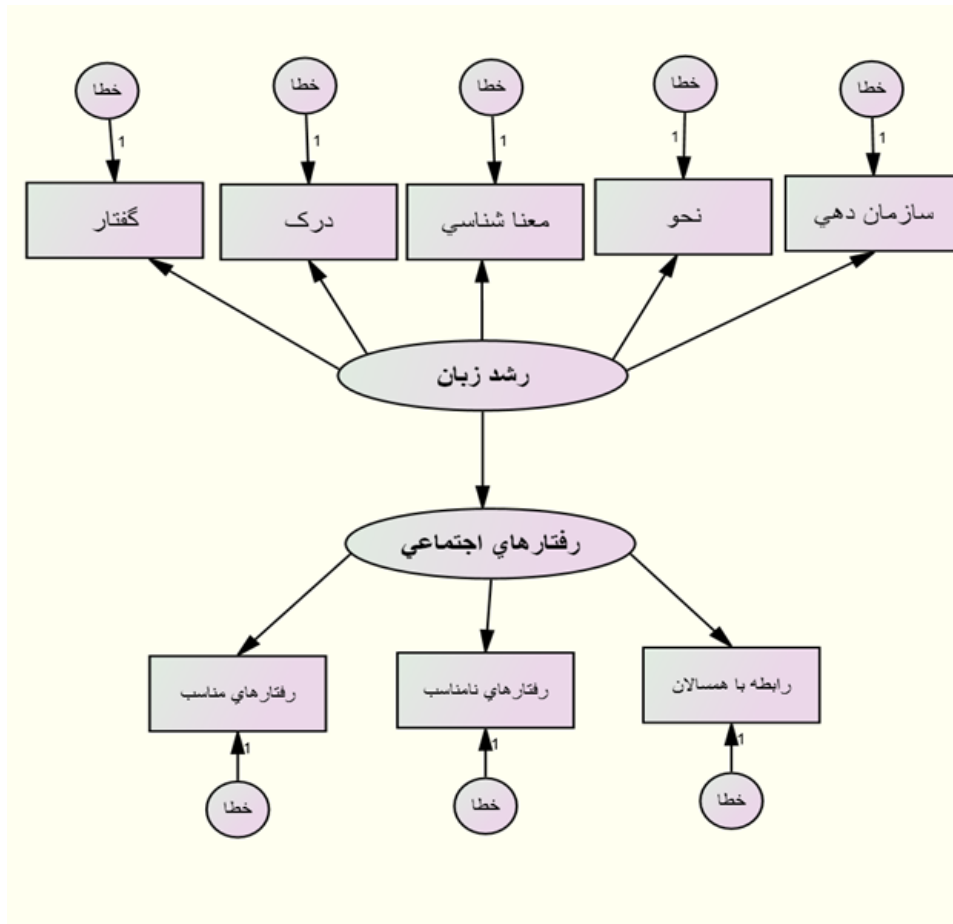 خطا
خطا
خطا
خطا
خطا
1
1
1
1
1
سازمان دهي
نحو
معنا شناسي
درک
گفتار
رشد زبان
رفتارهاي اجتماعي
رابطه با همسالان
رفتارهاي نامناسب
رفتارهاي مناسب
1
1
1
خطا
خطا
خطا